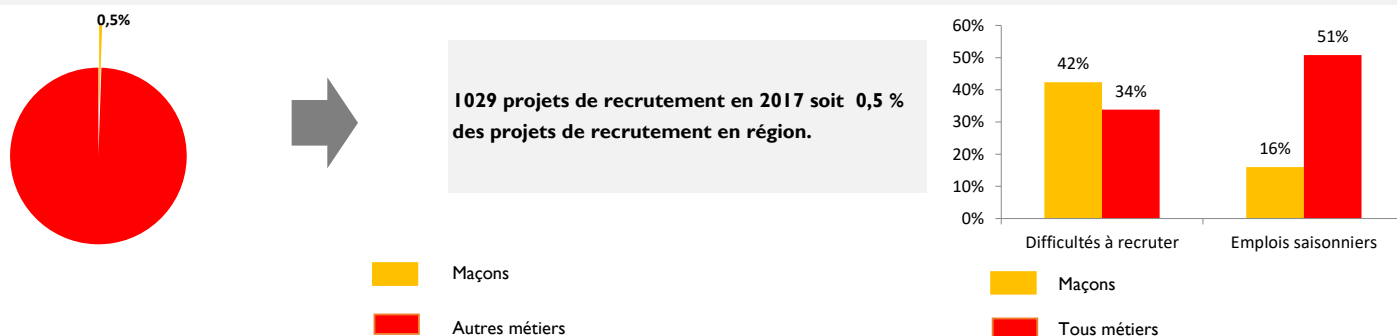 0,5%
1029 projets de recrutement en 2017 soit 0,5 %
des projets de recrutement en région.
Maçons
Autres métiers
60%
50%
40%
30%
20%
10%
0%
42%
34%
16%
51%
Difficultés à recruter
Emplois saisonniers
Maçons
Tous métiers